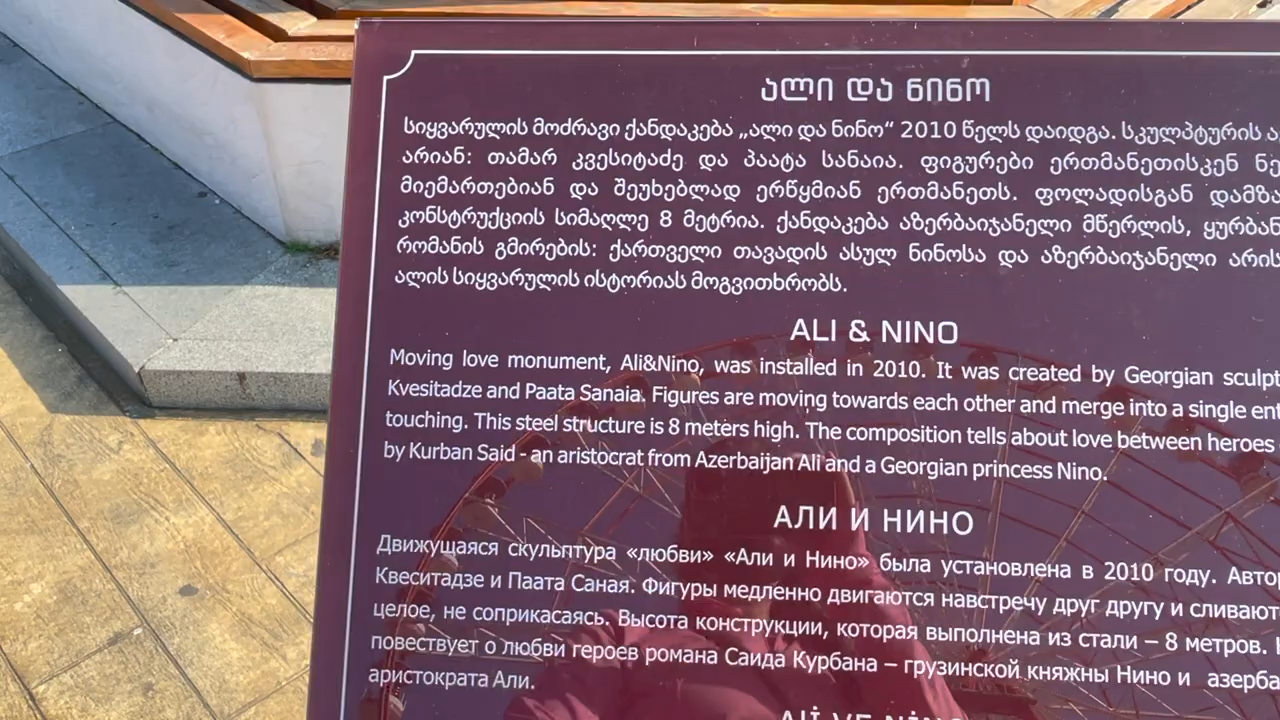 ალი და ნინო
სიყვარულის მოძრავი ქანდაკება „ალი და ნინო“ 2010 წელს დაიდგა. სკულპტურის
არიან: თამარ კვესიტაძე და პაატა სანაია. ფიგურები ერთმანეთისკენ
მიემართებიან და შეუხებლად ერწყმიან ერთმანეთს. ფოლადისგან
კონსტრუქციის სიმაღლე 8 მეტრია. ქანდაკება აზერბაიჯანელი მწერლის, ყურბან
რომანის გმირების: ქართველი თავადის ასულ ნინოსა და აზერბაიჯანელი
ალის სიყვარულის ისტორიას მოგვითხრობს.
ALI & NINO
Moving love monument, Ali&Nino, was installed in 2010. It was created by Georgian
Kvesitadze and Paata Sanaia. Figures are moving towards each other and merge into a single
touching. This steel structure is 8 meters high. The composition tells about love between heroes
by Kurban Said - an aristocrat from Azerbaijan Ali and a Georgian princess Nino.
АЛИ И НИНО
Движущаяся скульптура «любви» «Али и Нино» была установлена в 2010 году.
Квеситадзе и Паата Саная. Фигуры медленно двигаются навстречу друг другу и сливают
целое, не соприкасаясь. Высота конструкции, которая выполнена из стали – 8 метров.
повествует о любви героев романа Саида Курбана – грузинской княжны Нино и
аристократа Али.
ALİ VE NİNO